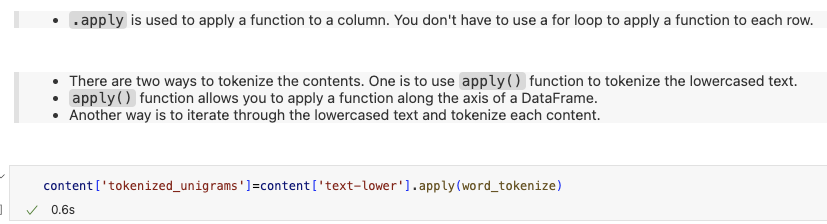 .apply is used to apply a function to a column. You don't have to use a for loop to apply a function to each row.
There are two ways to tokenize the contents. One is to use apply() function to tokenize the lowercased text.
apply() function allows you to apply a function along the axis of a DataFrame.
Another way is to iterate through the lowercased text and tokenize each content.
content['tokenized_unigrams']=content['text-lower'].apply(word_tokenize)
0.6s